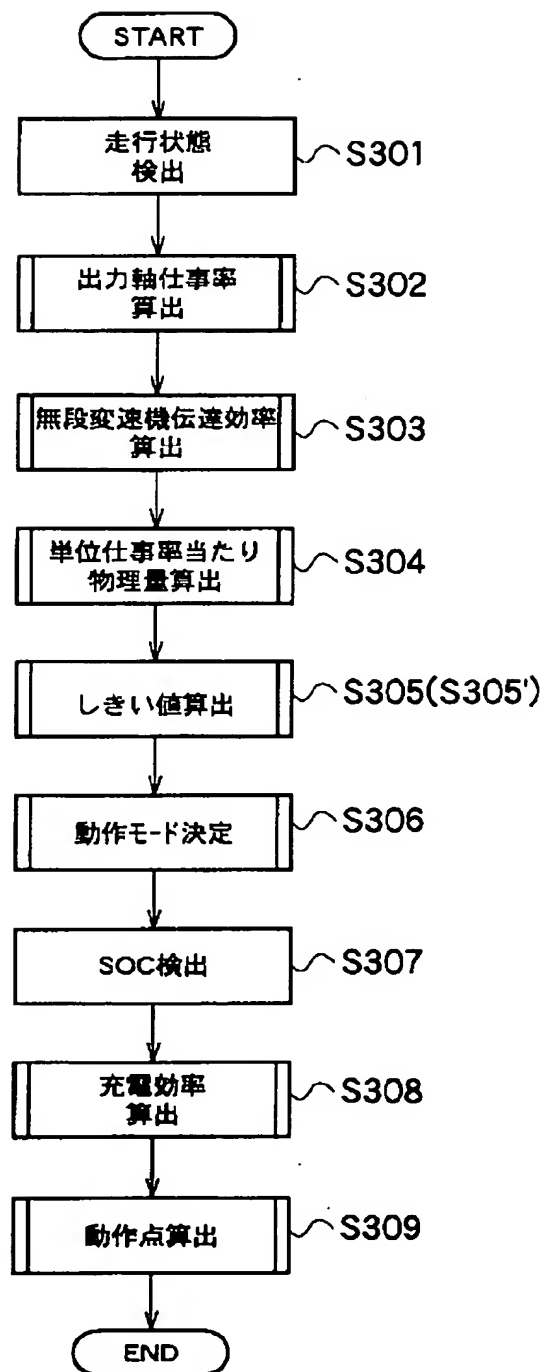 START
走行状態
検出
S301
出力軸仕事率
算出
S302
無段変速機伝達効率
算出
S303
単位仕事率当たり
物理量算出
S304
しきい値算出
S305(S305')
動作モード決定
S306
SOC検出
S307
充電効率
算出
S308
動作点算出
S309
END